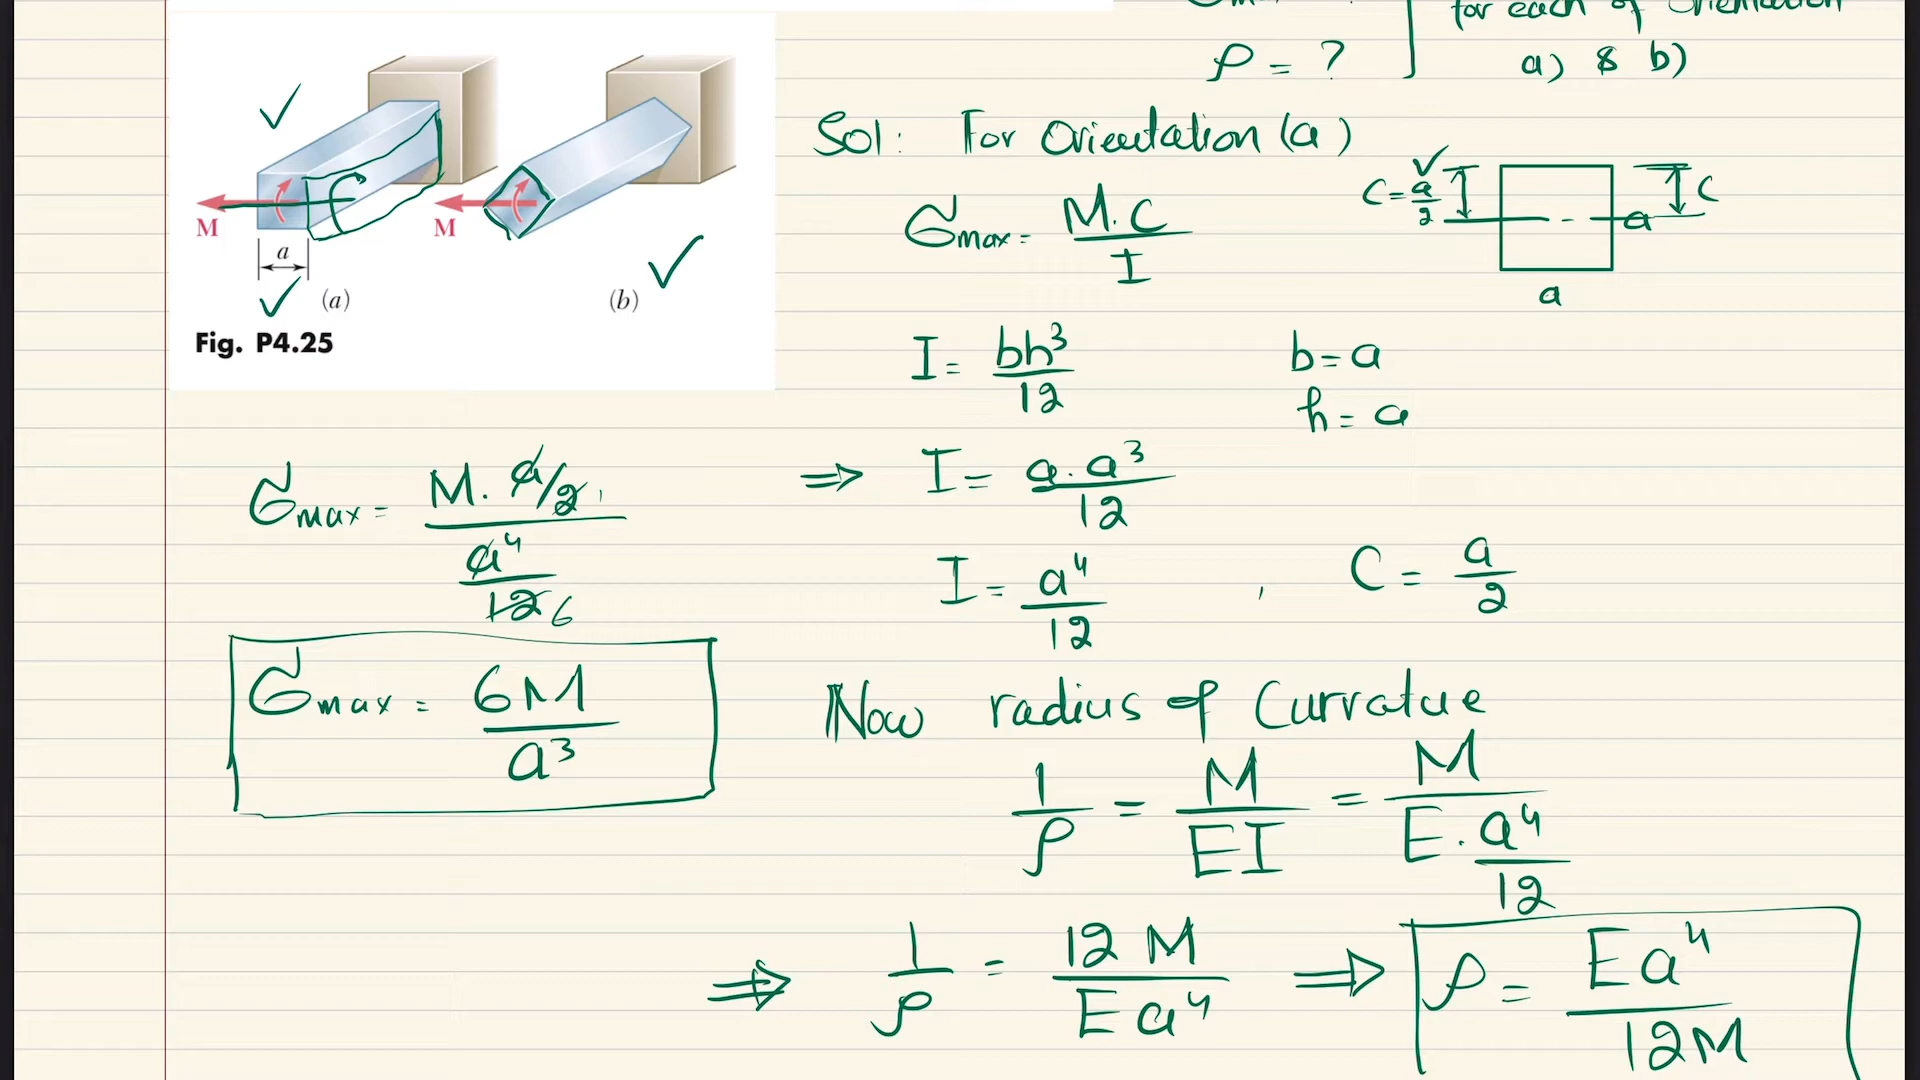 for each of orientation
ρ = ?
a) & b)
M
a
(a)
M
(b)
Fig. P4.25
Sol: For Orieutation (a)
σmax = M.C / I
C = a/2
C
a
a
I = bh³/12
b = a
h = a
⇒ I = a.a³/12
I = a⁴/12 , C = a/2
σmax = M. a/2 / a⁴/12 6
σmax = 6M/a³
Now radius of Curvatue
1/ρ = M/EI = M / E. a⁴/12
⇒ 1/ρ = 12M/Ea⁴ ⇒ ρ = Ea⁴/12M